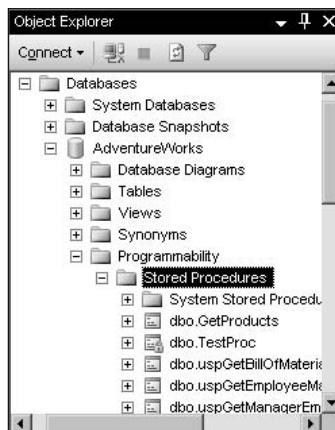 Object Explorer
Connect
Databases
System Databases
Database Snapshots
AdventureWorks
Database Diagrams
Tables
Views
Synonyms
Programmability
Stored Procedures
System Stored Procedu
dbo.GetProducts
dbo.TestProc
dbo.uspGetBillOfMateria
dbo.uspGetEmployeeMa
dbo.uspGetManagerEm